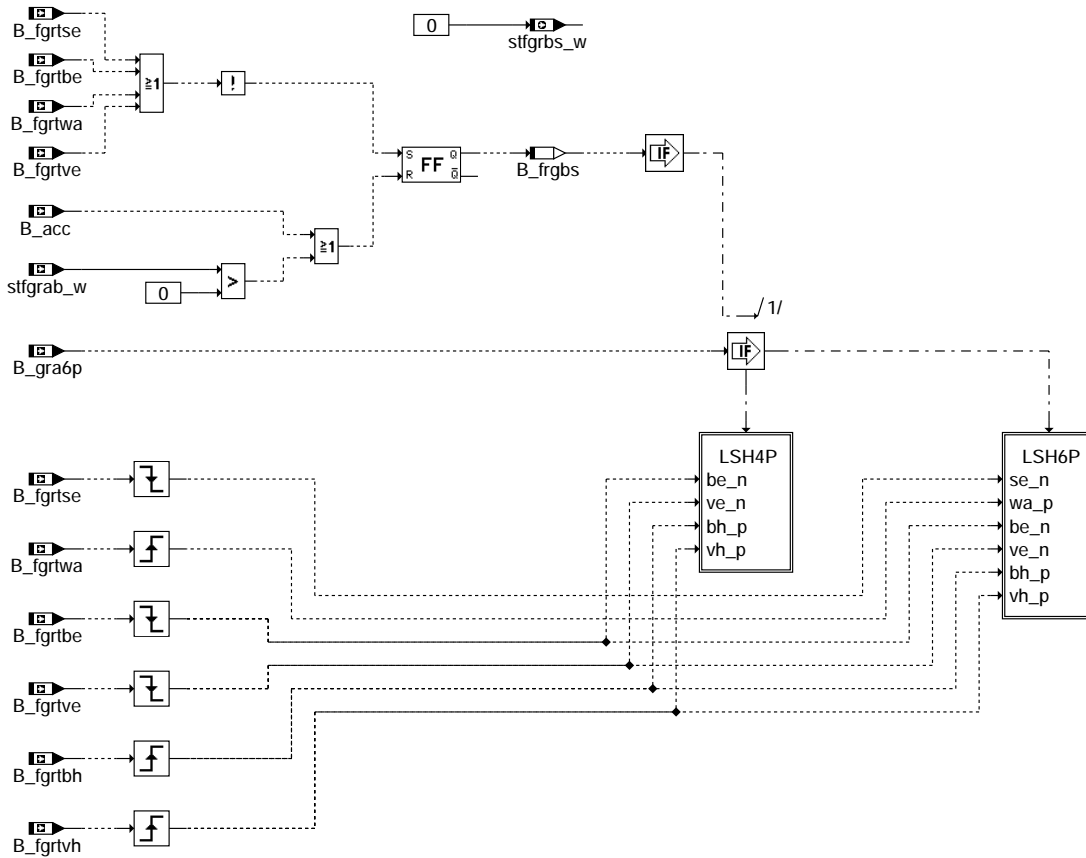 B_fgrtse
0
stfgrbs_w
B_fgrtbe
≥1
!
B_fgrtwa
B_fgrtve
S Q
FF
R Q̅
B_frgbs
IF
B_acc
≥1
stfgrab_w
0
>
/1/
B_gra6p
IF
LSH4P
be_n
ve_n
bh_p
vh_p
LSH6P
se_n
wa_p
be_n
ve_n
bh_p
vh_p
B_fgrtse
B_fgrtwa
B_fgrtbe
B_fgrtve
B_fgrtbh
B_fgrtvh